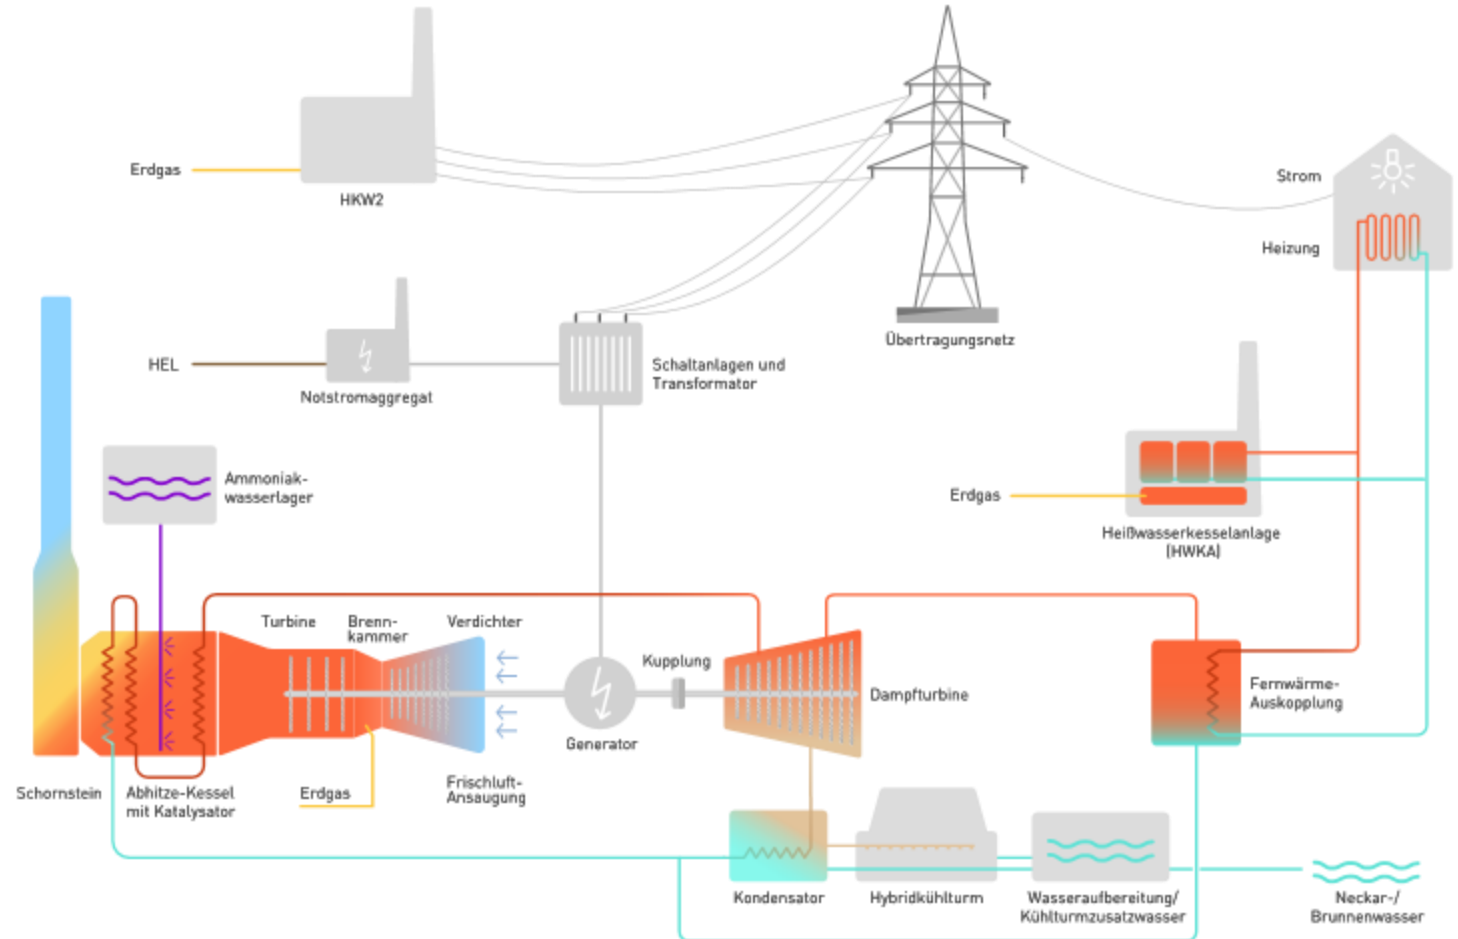 Erdgas
HKW2
Strom
Heizung
Übertragungsnetz
HEL
Notstromaggregat
Schaltanlagen und
Transformator
Ammoniak-
wasserlager
Erdgas
Heißwasserkesselanlage
(HWKA)
Turbine
Brenn-
kammer
Verdichter
Kupplung
Generator
Dampfturbine
Fernwärme-
Auskopplung
Schornstein
Abhitze-Kessel
mit Katalysator
Erdgas
Frischluft-
Ansaugung
Kondensator
Hybridkühlturm
Wasseraufbereitung/
Kühlturmzusatzwasser
Neckar-/
Brunnenwasser